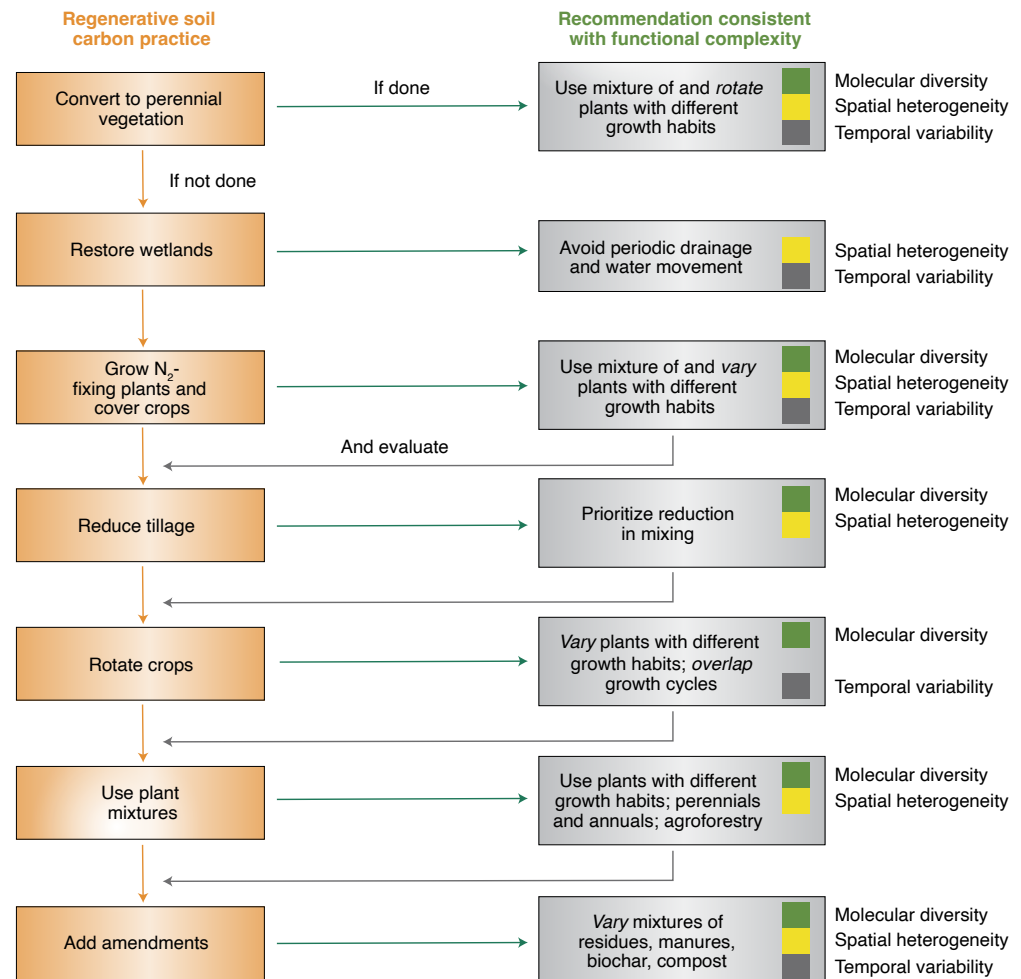 Regenerative soil
carbon practice
Recommendation consistent
with functional complexity
Convert to perennial
vegetation
If done
Use mixture of and rotate
plants with different
growth habits
Molecular diversity
Spatial heterogeneity
Temporal variability
If not done
Restore wetlands
Avoid periodic drainage
and water movement
Spatial heterogeneity
Temporal variability
Grow N₂-
fixing plants and
cover crops
Use mixture of and vary
plants with different
growth habits
Molecular diversity
Spatial heterogeneity
Temporal variability
And evaluate
Reduce tillage
Prioritize reduction
in mixing
Molecular diversity
Spatial heterogeneity
Rotate crops
Vary plants with different
growth habits; overlap
growth cycles
Molecular diversity
Temporal variability
Use plant
mixtures
Use plants with different
growth habits; perennials
and annuals; agroforestry
Molecular diversity
Spatial heterogeneity
Add amendments
Vary mixtures of
residues, manures,
biochar, compost
Molecular diversity
Spatial heterogeneity
Temporal variability